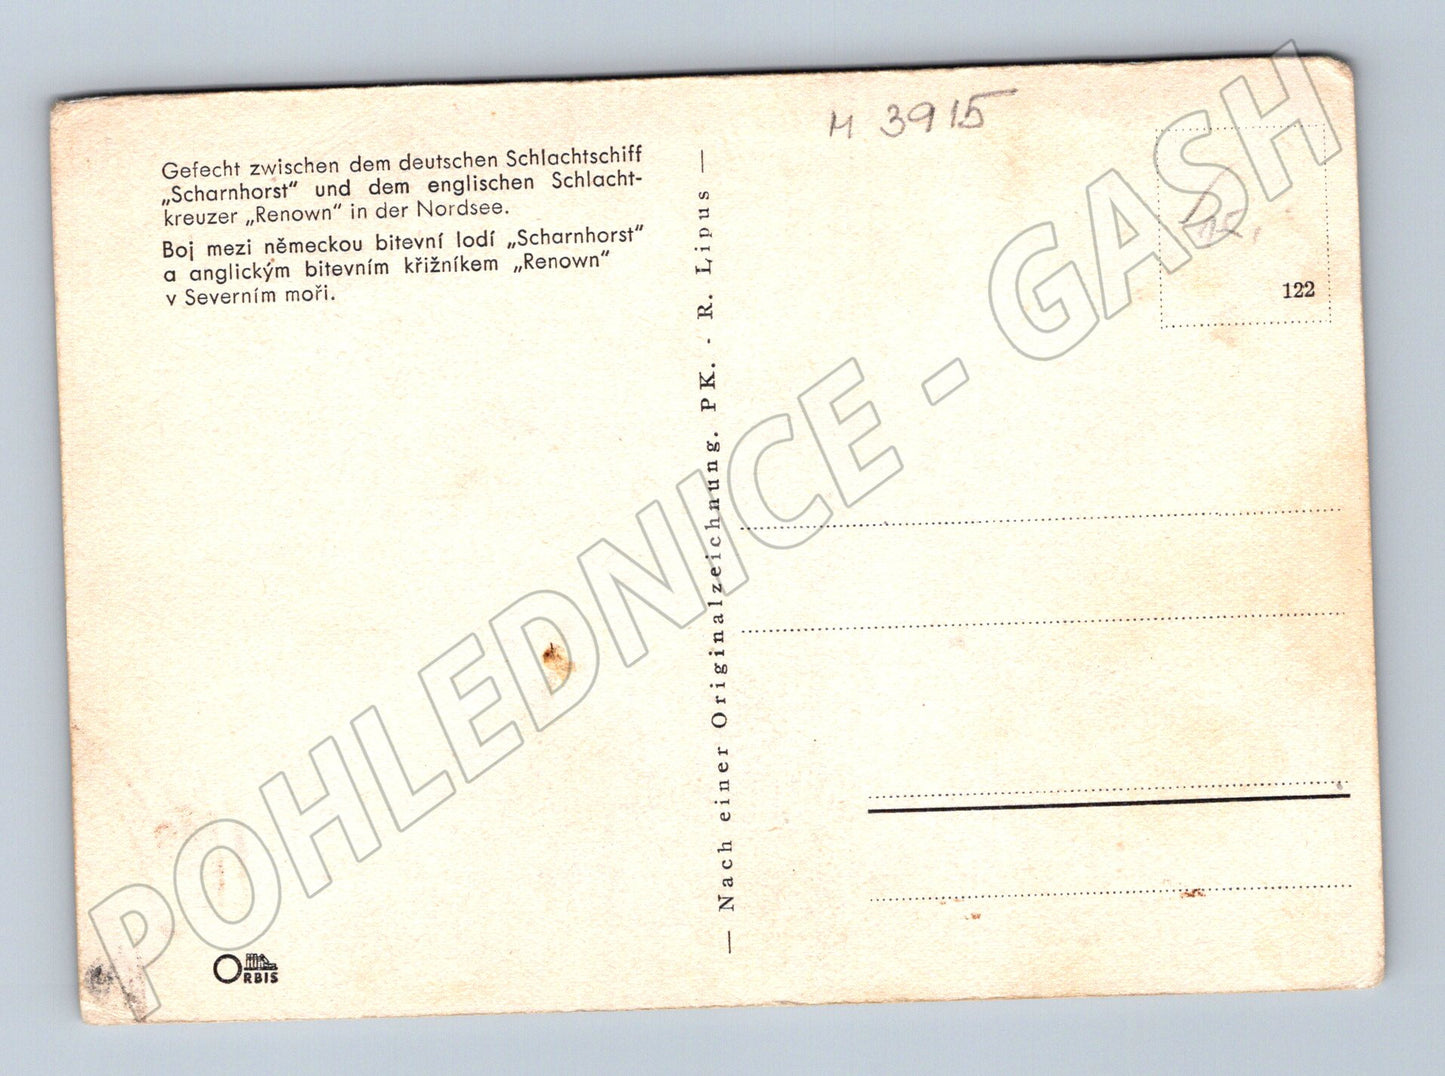 M 3915
Gefecht zwischen dem deutschen Schlachtschiff
„Scharnhorst" und dem englischen Schlacht-
kreuzer „Renown" in der Nordsee.
Boj mezi německou bitevní lodí „Scharnhorst"
a anglickým bitevním křižníkem „Renown"
v Severním moři.
— Nach einer Originalzeichnung. PK. - R. Lipus —
15,
122
ORBIS
POHLEDNICE - GASH